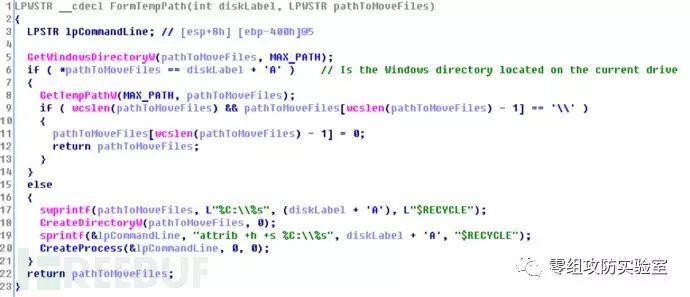 1 LPWSTR __cdecl FormTempPath(int diskLabel, LPWSTR pathToMoveFiles)
2 {
3 LPSTR lpCommandLine; // [esp+8h] [ebp-400h]@5
4
5 GetWindowsDirectoryW(pathToMoveFiles, MAX_PATH);
6 if ( *pathToMoveFiles == diskLabel + 'A' ) // Is the Windows directory located on the current drive
7 {
8 GetTempPathW(MAX_PATH, pathToMoveFiles);
9 if ( wcslen(pathToMoveFiles) && pathToMoveFiles[wcslen(pathToMoveFiles) - 1] == '\\' )
10 {
11 pathToMoveFiles[wcslen(pathToMoveFiles) - 1] = 0;
12 return pathToMoveFiles;
13 }
14 }
15 else
16 {
17 swprintf(pathToMoveFiles, L"%C:\\%s", (diskLabel + 'A'), L"$RECYCLE");
18 CreateDirectoryW(pathToMoveFiles, 0);
19 sprintf(&lpCommandLine, "attrib +h +s %C:\\%s", diskLabel + 'A', "$RECYCLE");
20 CreateProcess(&lpCommandLine, 0, 0);
21 }
22 return pathToMoveFiles;
23 }
REEBUF
零组攻防实验室